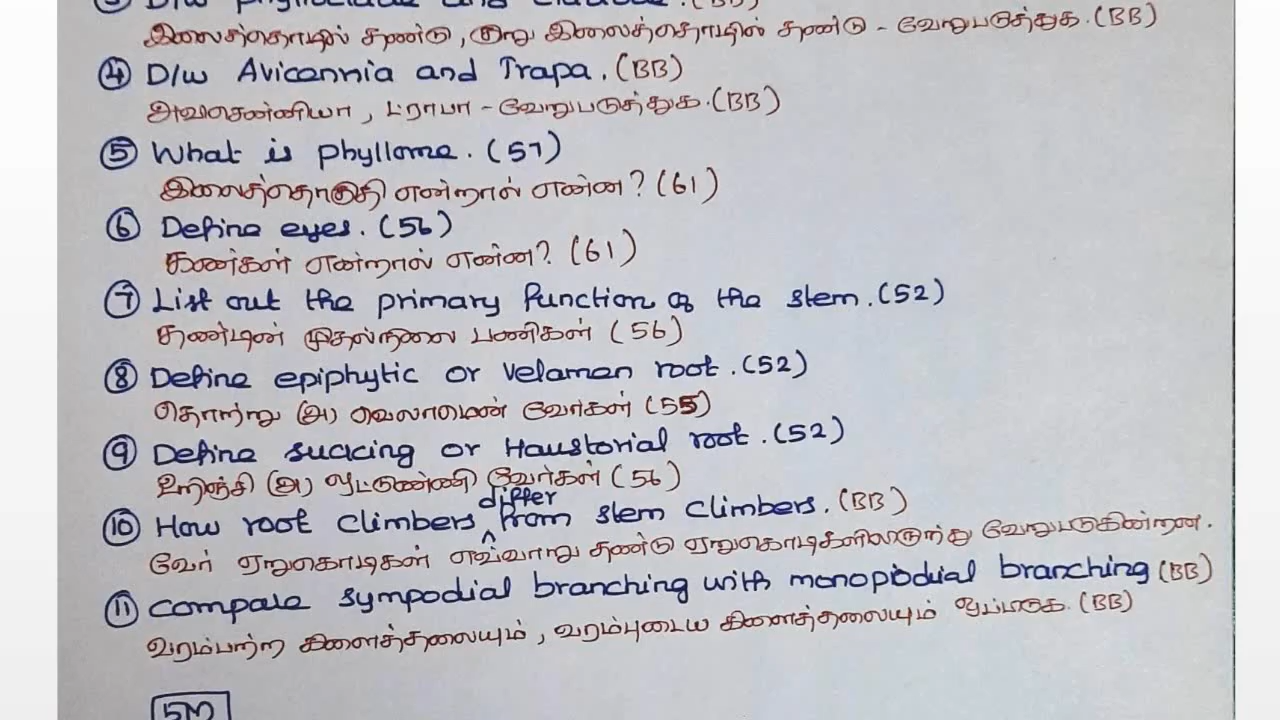 ③ D/w phylloclade and cladode. (BB)
இலைத்தொழில் தண்டு, குறு இலைத்தொழில் தண்டு - வேறுபடுத்துக. (BB)
④ D/w Avicennia and Trapa. (BB)
அவிசென்னியா, ட்ராபா - வேறுபடுத்துக. (BB)
⑤ What is phyllome. (57)
இலைத்தொகுதி என்றால் என்ன? (61)
⑥ Define eyes. (56)
கண்கள் என்றால் என்ன? (61)
⑦ List out the primary function of the stem. (52)
தண்டின் முதல்நிலை பணிகள் (56)
⑧ Define epiphytic or velamen root. (52)
தொற்று (அ) வெலாமென் வேர்கள் (55)
⑨ Define sucking or Haustorial root. (52)
உறிஞ்சி (அ) ஒட்டுண்ணி வேர்கள் (56)
⑩ How root climbers differ from stem climbers. (BB)
வேர் ஏறுகொடிகள் எவ்வாறு தண்டு ஏறுகொடிகளிலிருந்து வேறுபடுகின்றன.
⑪ Compare sympodial branching with monopodial branching (BB)
வரம்பற்ற கிளைத்தலையும், வரம்புடைய கிளைத்தலையும் ஒப்பிடுக. (BB)
5M